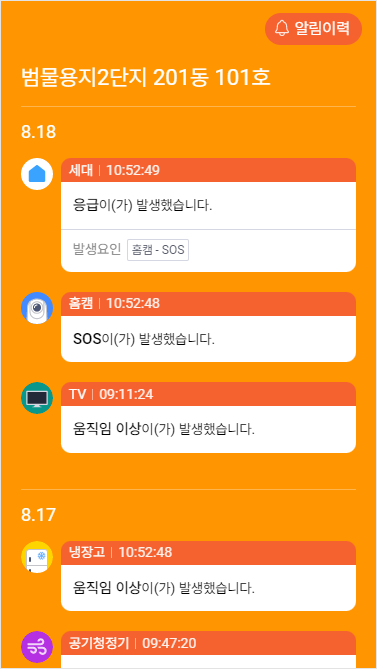 알림이력
범물용지2단지 201동 101호
8.18
세대 | 10:52:49
응급이(가) 발생했습니다.
발생요인 홈캠 - SOS
홈캠 | 10:52:48
SOS이(가) 발생했습니다.
TV | 09:11:24
움직임 이상이(가) 발생했습니다.
8.17
냉장고 | 10:52:48
움직임 이상이(가) 발생했습니다.
공기청정기 | 09:47:20